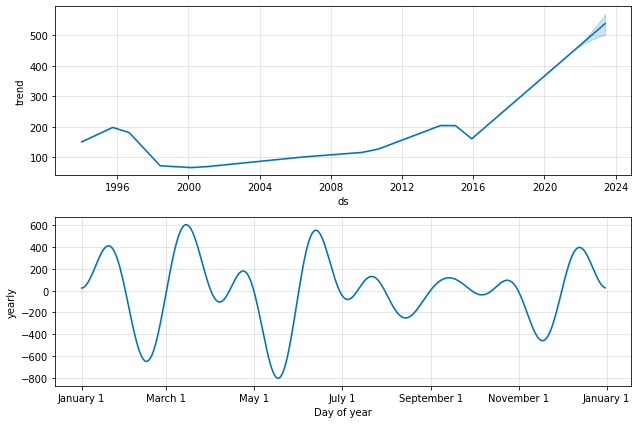 500
400
300
200
100
trend
1996 2000 2004 2008 2012 2016 2020 2024
ds
600
400
200
0
−200
−400
−600
−800
yearly
January 1 March 1 May 1 July 1 September 1 November 1 January 1
Day of year